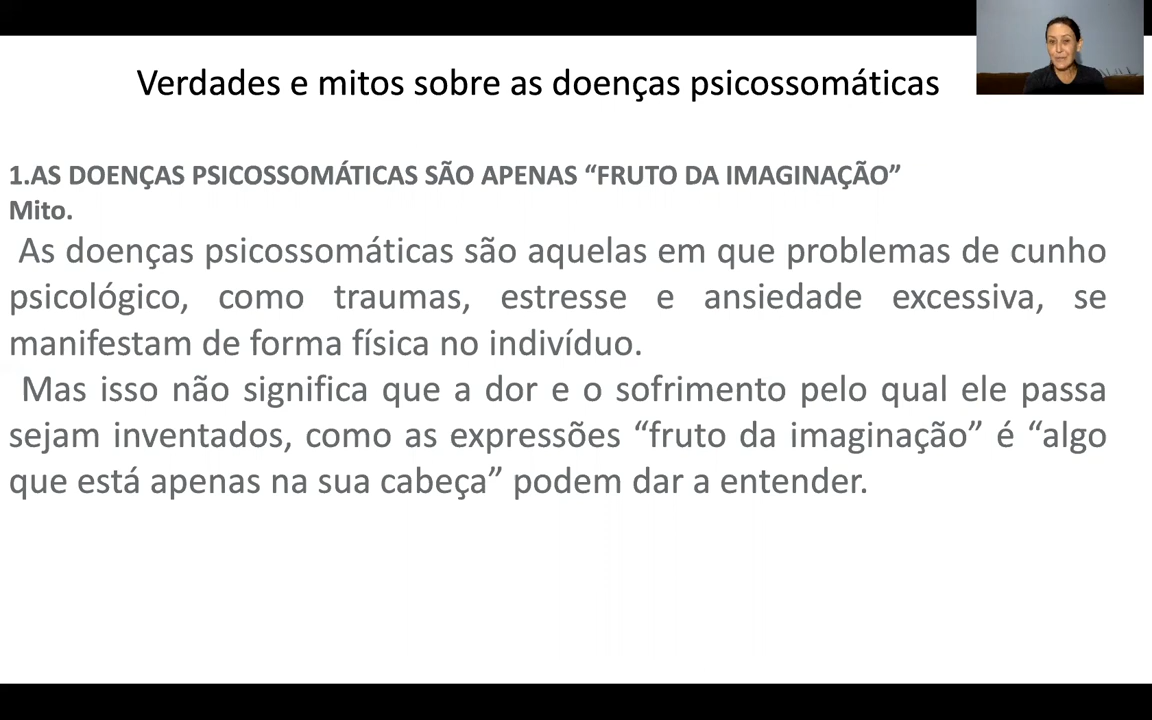 Verdades e mitos sobre as doenças psicossomáticas
1.AS DOENÇAS PSICOSSOMÁTICAS SÃO APENAS “FRUTO DA IMAGINAÇÃO”
Mito.
As doenças psicossomáticas são aquelas em que problemas de cunho
psicológico, como traumas, estresse e ansiedade excessiva, se
manifestam de forma física no indivíduo.
Mas isso não significa que a dor e o sofrimento pelo qual ele passa
sejam inventados, como as expressões “fruto da imaginação” é “algo
que está apenas na sua cabeça” podem dar a entender.